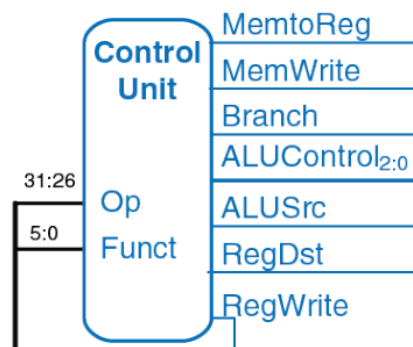 Control
Unit
MemtoReg
MemWrite
Branch
ALUControl2:0
31:26
Op
ALUSrc
5:0
Funct
RegDst
RegWrite